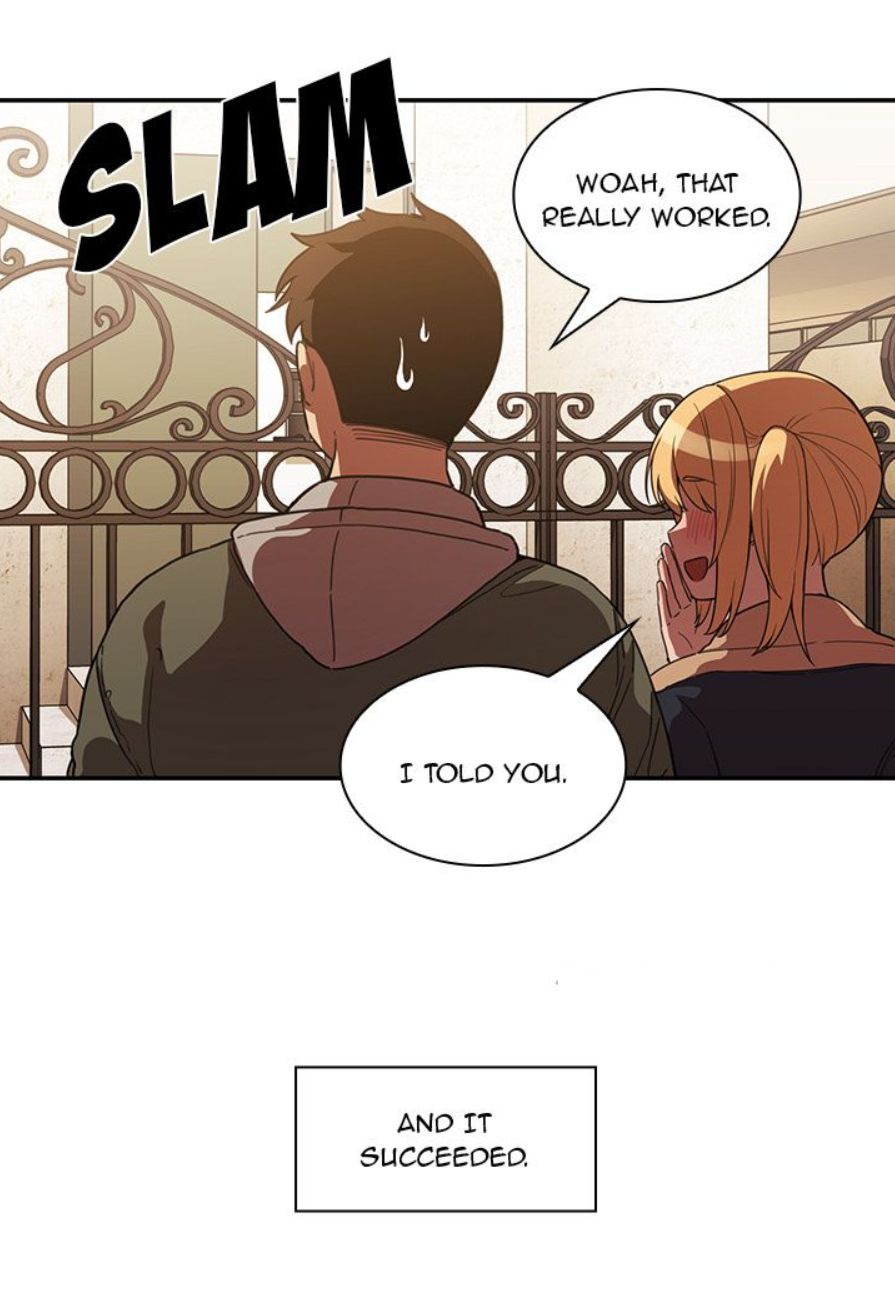 SLAM
WOAH, THAT
REALLY WORKED.
I TOLD YOU.
AND IT
SUCCEEDED.